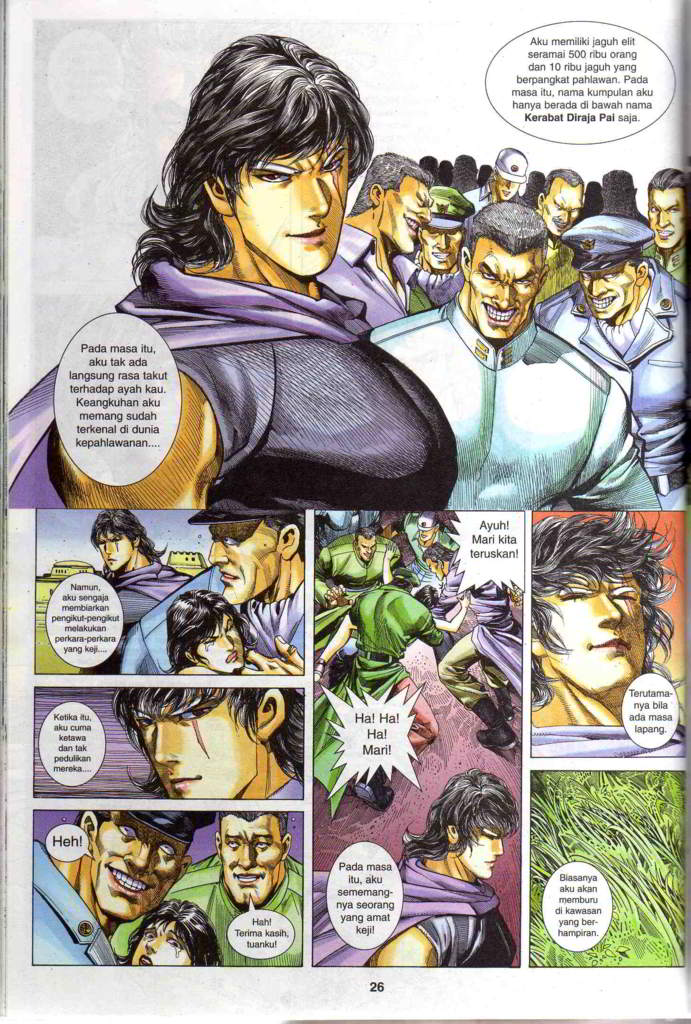 Aku memiliki jaguh elit
seramai 500 ribu orang
dan 10 ribu jaguh yang
berpangkat pahlawan. Pada
masa itu, nama kumpulan aku
hanya berada di bawah nama
Kerabat Diraja Pai saja.
Pada masa itu,
aku tak ada
langsung rasa takut
terhadap ayah kau.
Keangkuhan aku
memang sudah
terkenal di dunia
kepahlawanan....
Namun,
aku sengaja
membiarkan
pengikut-pengikut
melakukan
perkara-perkara
yang keji....
Ketika itu,
aku cuma
ketawa
dan tak
pedulikan
mereka....
Heh!
Hah!
Terima kasih,
tuanku!
Ayuh!
Mari kita
teruskan!
Ha! Ha!
Ha!
Mari!
Pada masa
itu, aku
sememang-
nya seorang
yang amat
keji!
Terutama-
nya bila
ada masa
lapang.
Biasanya
aku akan
memburu
di kawasan
yang ber-
hampiran.
26